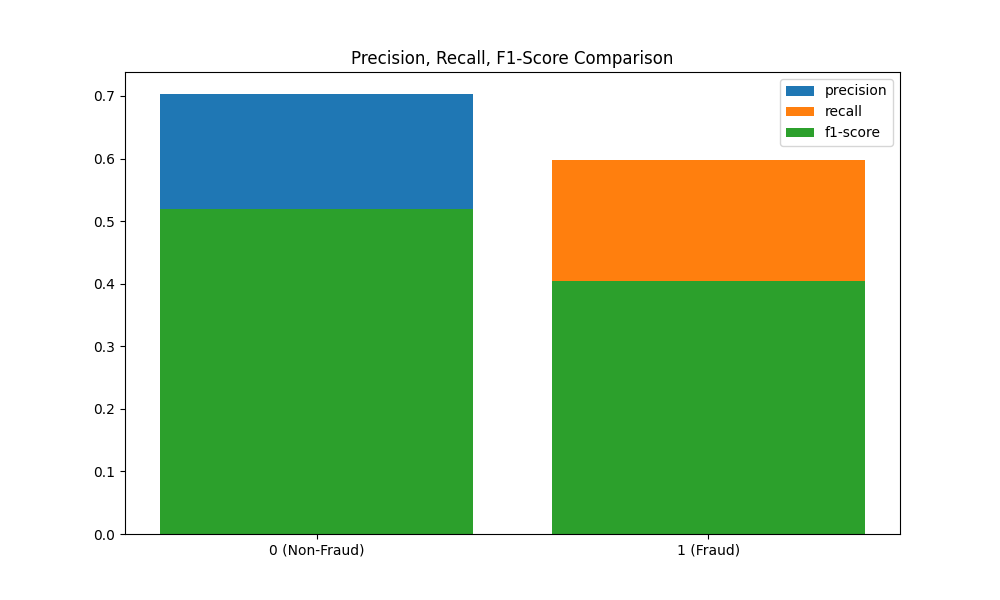 Precision, Recall, F1-Score Comparison
precision
recall
f1-score
0.7
0.6
0.5
0.4
0.3
0.2
0.1
0.0
0 (Non-Fraud)
1 (Fraud)